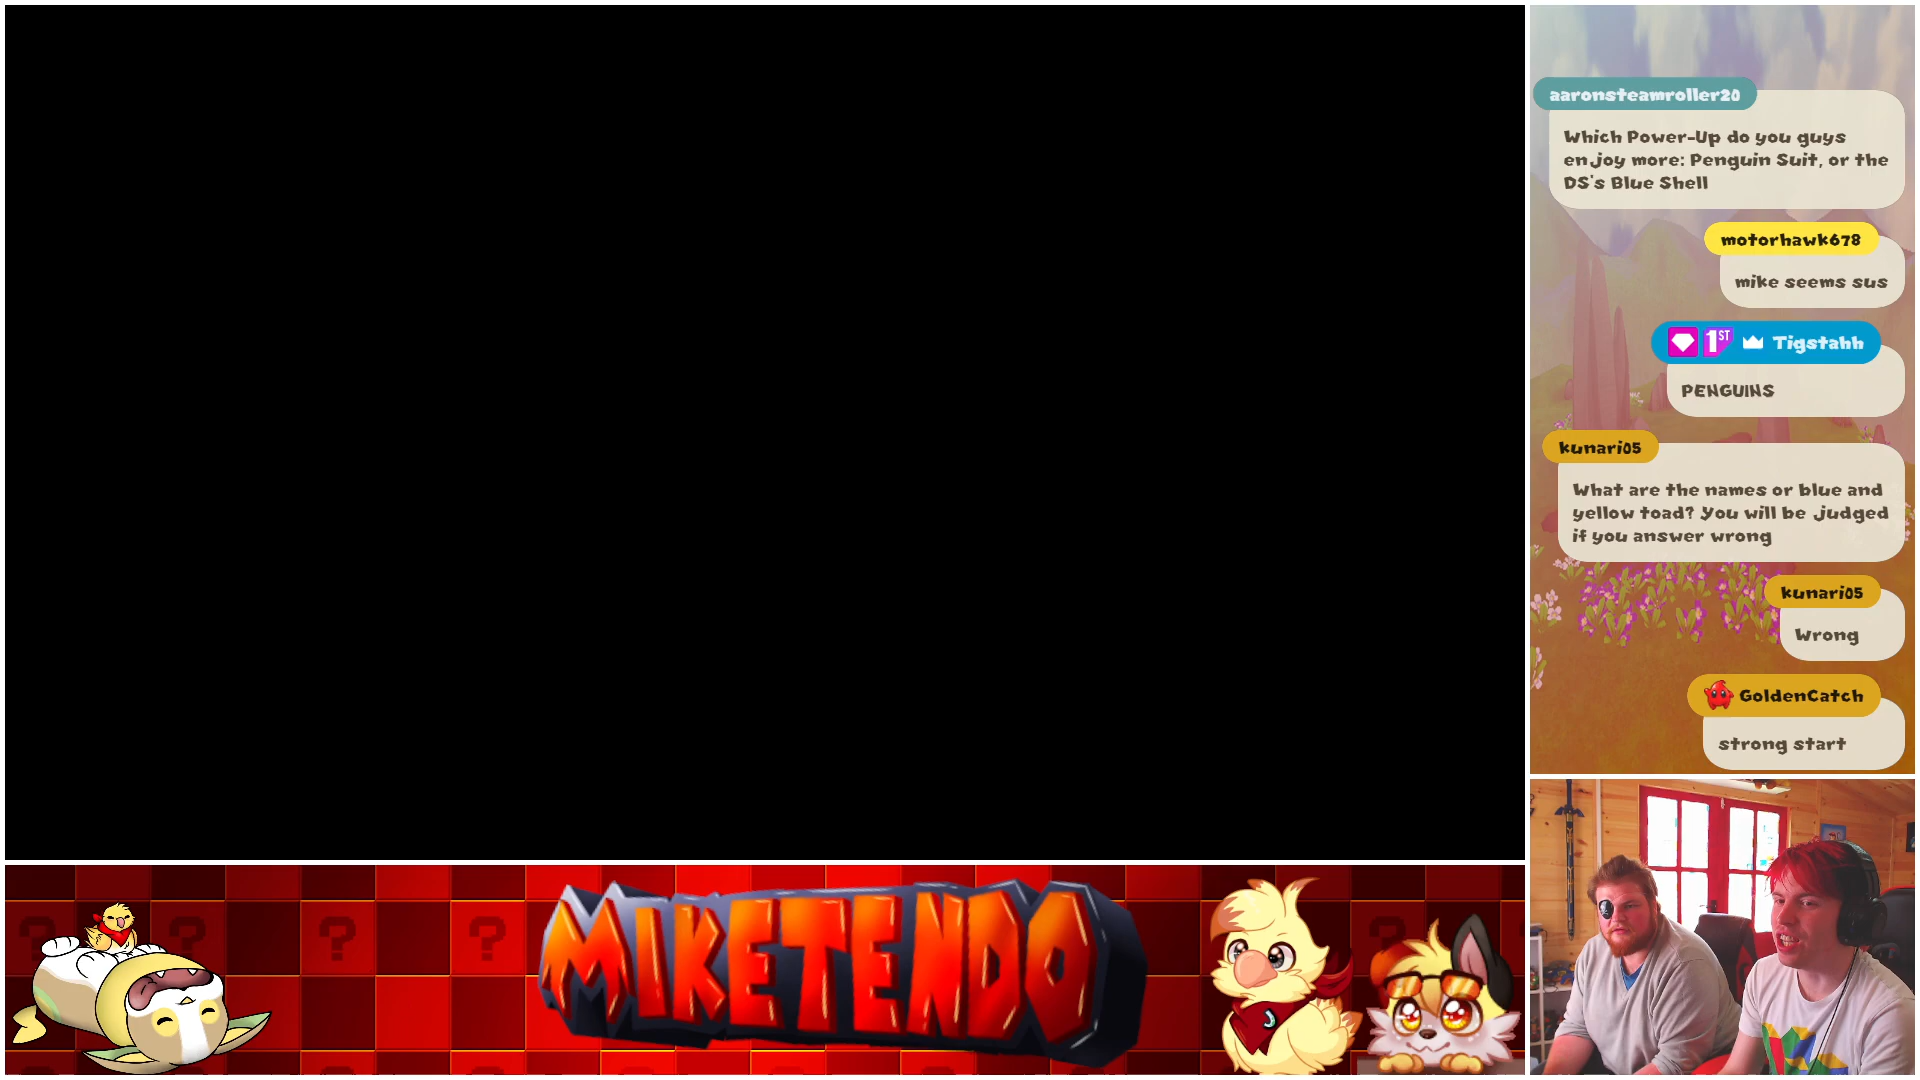 aaronsteamroller20
Which Power-Up do you guys
enjoy more: Penguin Suit, or the
DS's Blue Shell
motorhawk678
mike seems sus
1ST Tigstahh
PENGUINS
kunari05
What are the names or blue and
yellow toad? You will be judged
if you answer wrong
kunari05
Wrong
GoldenCatch
strong start
? ? ? ? ?
MIKETENDO